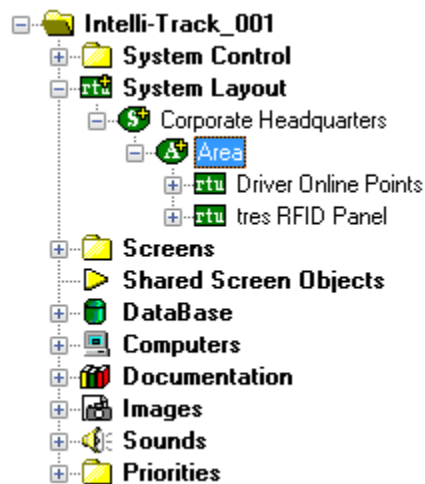 Intelli-Track_001
System Control
rtu System Layout
S Corporate Headquarters
A Area
rtu Driver Online Points
rtu tres RFID Panel
Screens
Shared Screen Objects
DataBase
Computers
Documentation
Images
Sounds
Priorities